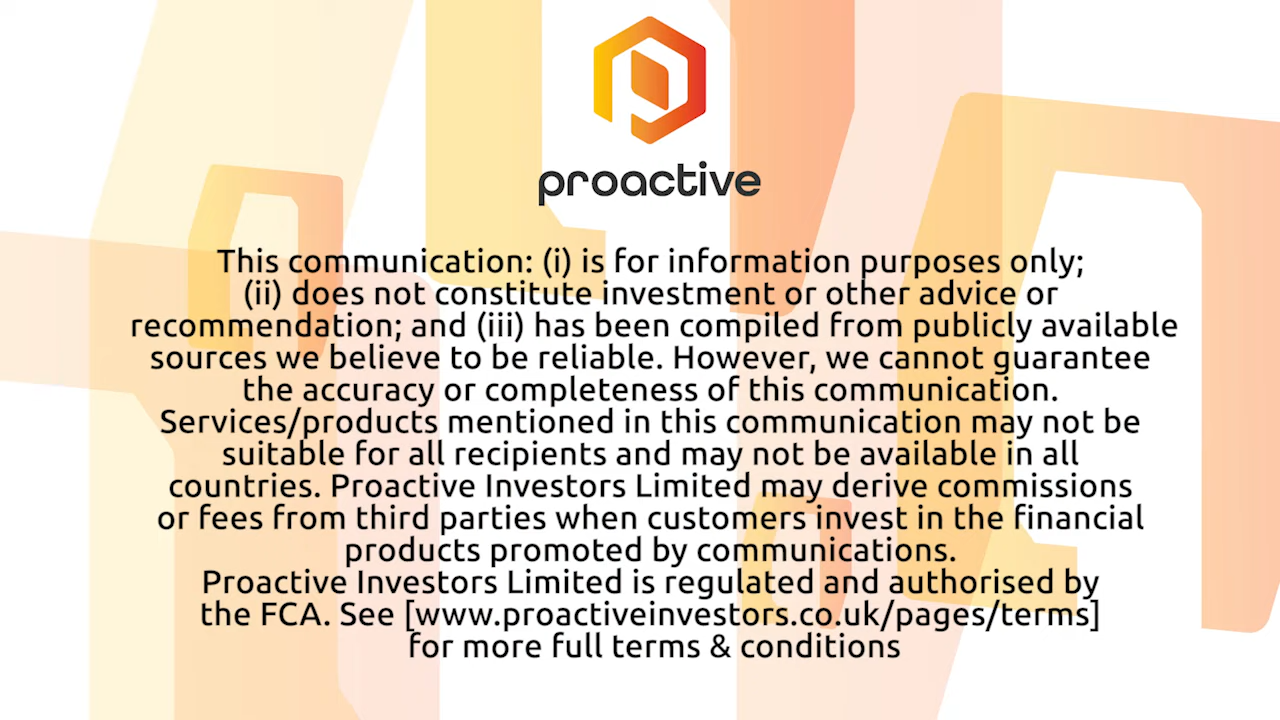 proactive
This communication: (i) is for information purposes only;
(ii) does not constitute investment or other advice or
recommendation; and (iii) has been compiled from publicly available
sources we believe to be reliable. However, we cannot guarantee
the accuracy or completeness of this communication.
Services/products mentioned in this communication may not be
suitable for all recipients and may not be available in all
countries. Proactive Investors Limited may derive commissions
or fees from third parties when customers invest in the financial
products promoted by communications.
Proactive Investors Limited is regulated and authorised by
the FCA. See [www.proactiveinvestors.co.uk/pages/terms]
for more full terms & conditions